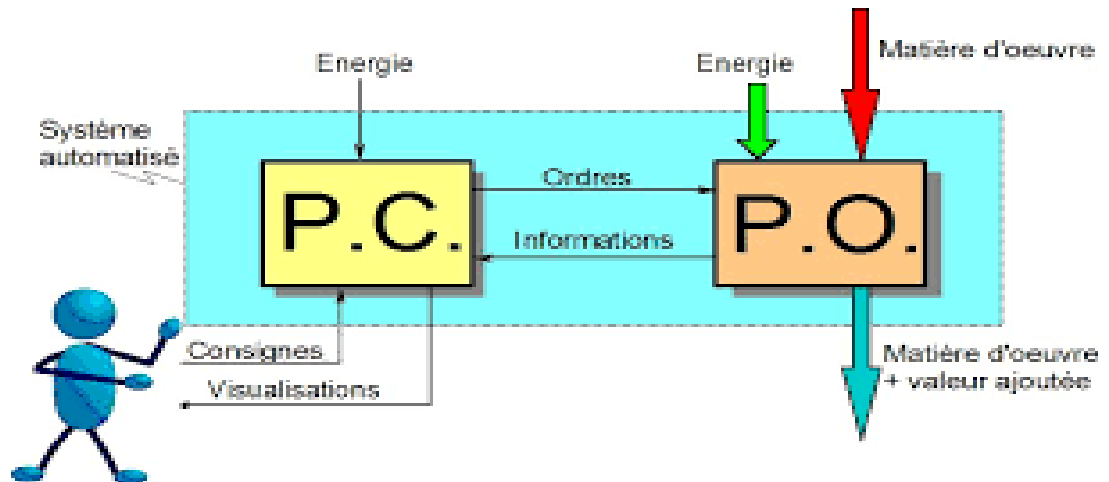 Energie
Energie
Matière d'oeuvre
Système
automatisé
P.C.
Ordres
Informations
P.O.
Consignes
Visualisations
Matière d'oeuvre
+ valeur ajoutée